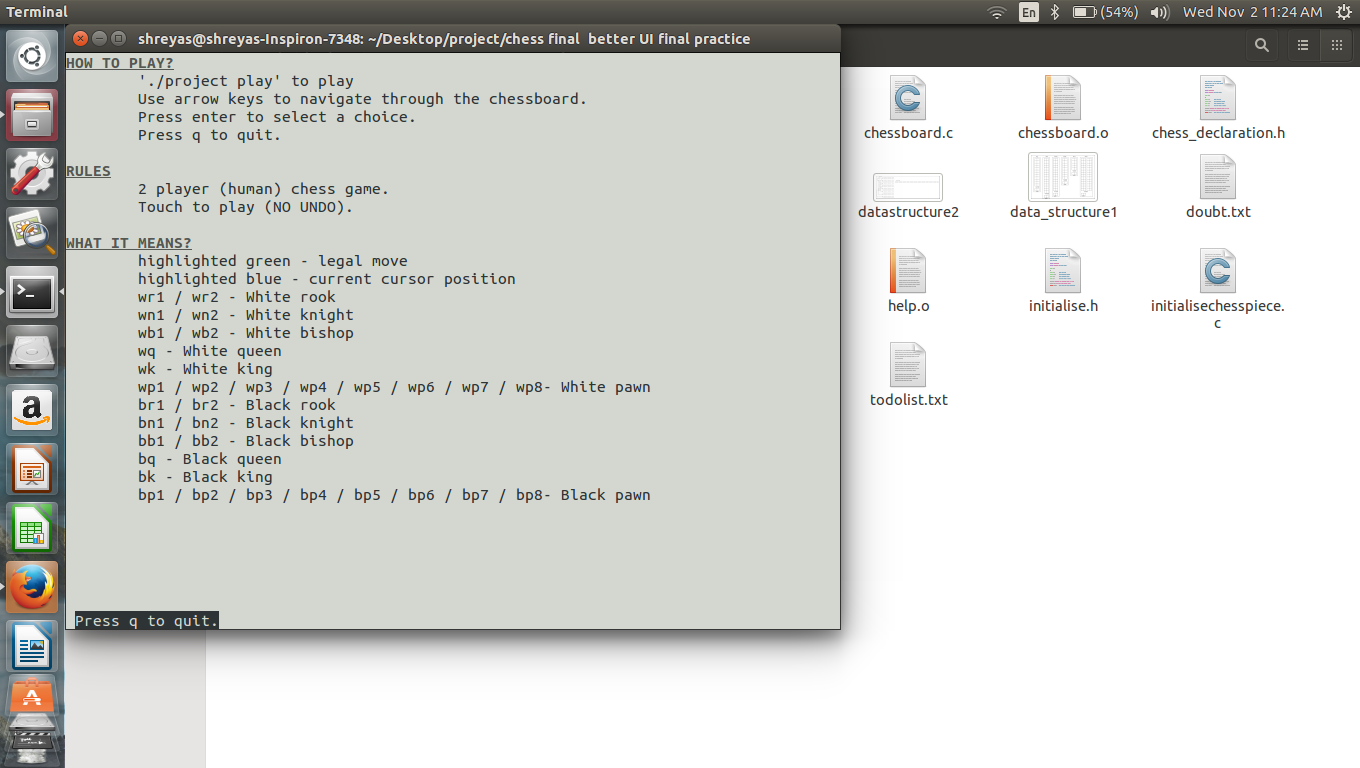 Terminal
En
(54%)
Wed Nov 2 11:24 AM
shreyas@shreyas-Inspiron-7348: ~/Desktop/project/chess final  better UI final practice
HOW TO PLAY?
'./project play' to play
Use arrow keys to navigate through the chessboard.
Press enter to select a choice.
Press q to quit.
RULES
2 player (human) chess game.
Touch to play (NO UNDO).
WHAT IT MEANS?
highlighted green - legal move
highlighted blue - current cursor position
wr1 / wr2 - White rook
wn1 / wn2 - White knight
wb1 / wb2 - White bishop
wq - White queen
wk - White king
wp1 / wp2 / wp3 / wp4 / wp5 / wp6 / wp7 / wp8- White pawn
br1 / br2 - Black rook
bn1 / bn2 - Black knight
bb1 / bb2 - Black bishop
bq - Black queen
bk - Black king
bp1 / bp2 / bp3 / bp4 / bp5 / bp6 / bp7 / bp8- Black pawn
Press q to quit.
chessboard.c
chessboard.o
chess_declaration.h
datastructure2
data_structure1
doubt.txt
help.o
initialise.h
initialisechesspiece.
c
todolist.txt